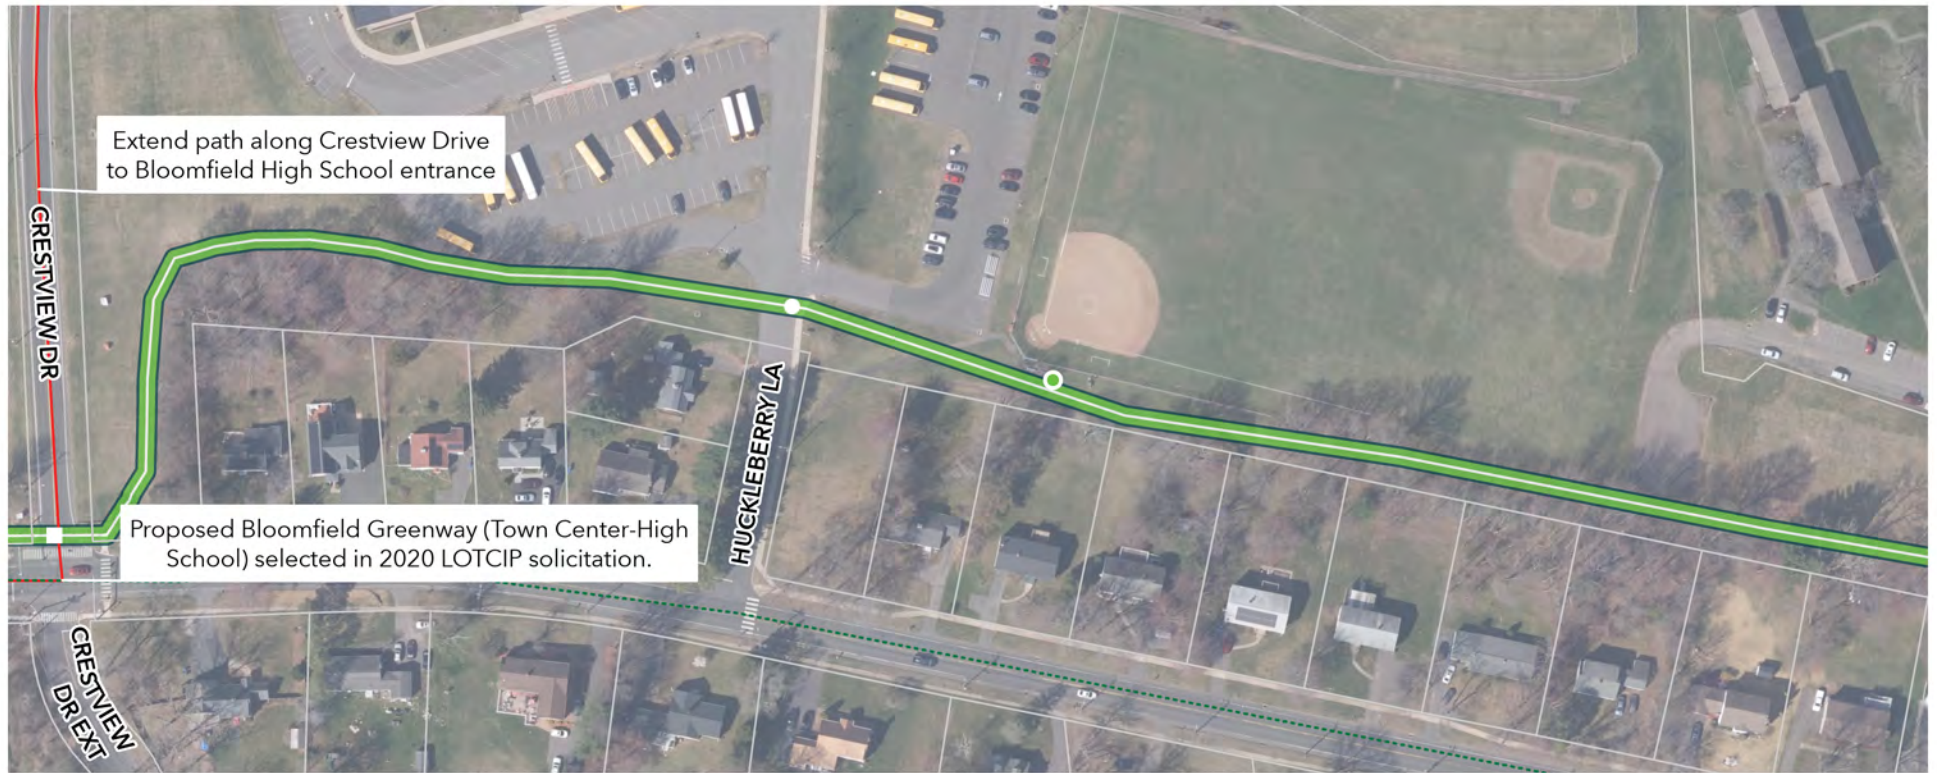 Extend path along Crestview Drive
to Bloomfield High School entrance
CRESTVIEW DR
HUCKLEBERRY LA
Proposed Bloomfield Greenway (Town Center-High
School) selected in 2020 LOTCIP solicitation.
CRESTVIEW
DR EXT